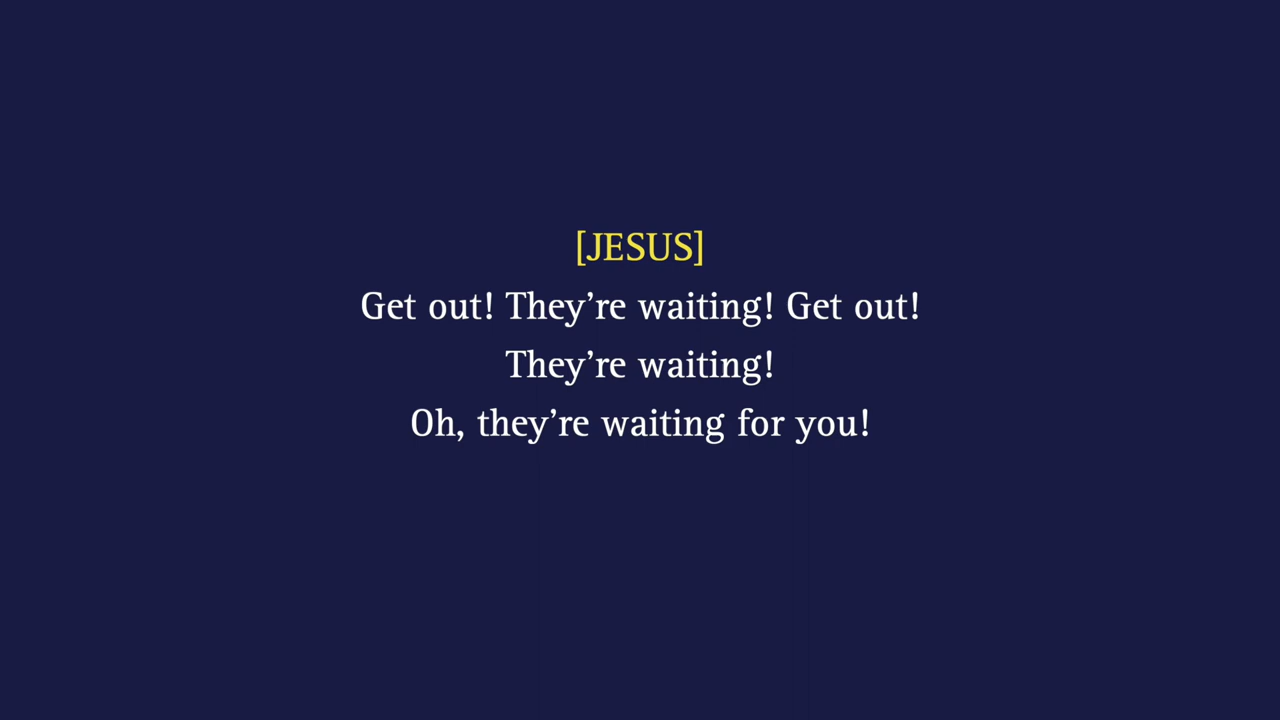 [JESUS]
Get out! They’re waiting! Get out!
They’re waiting!
Oh, they’re waiting for you!